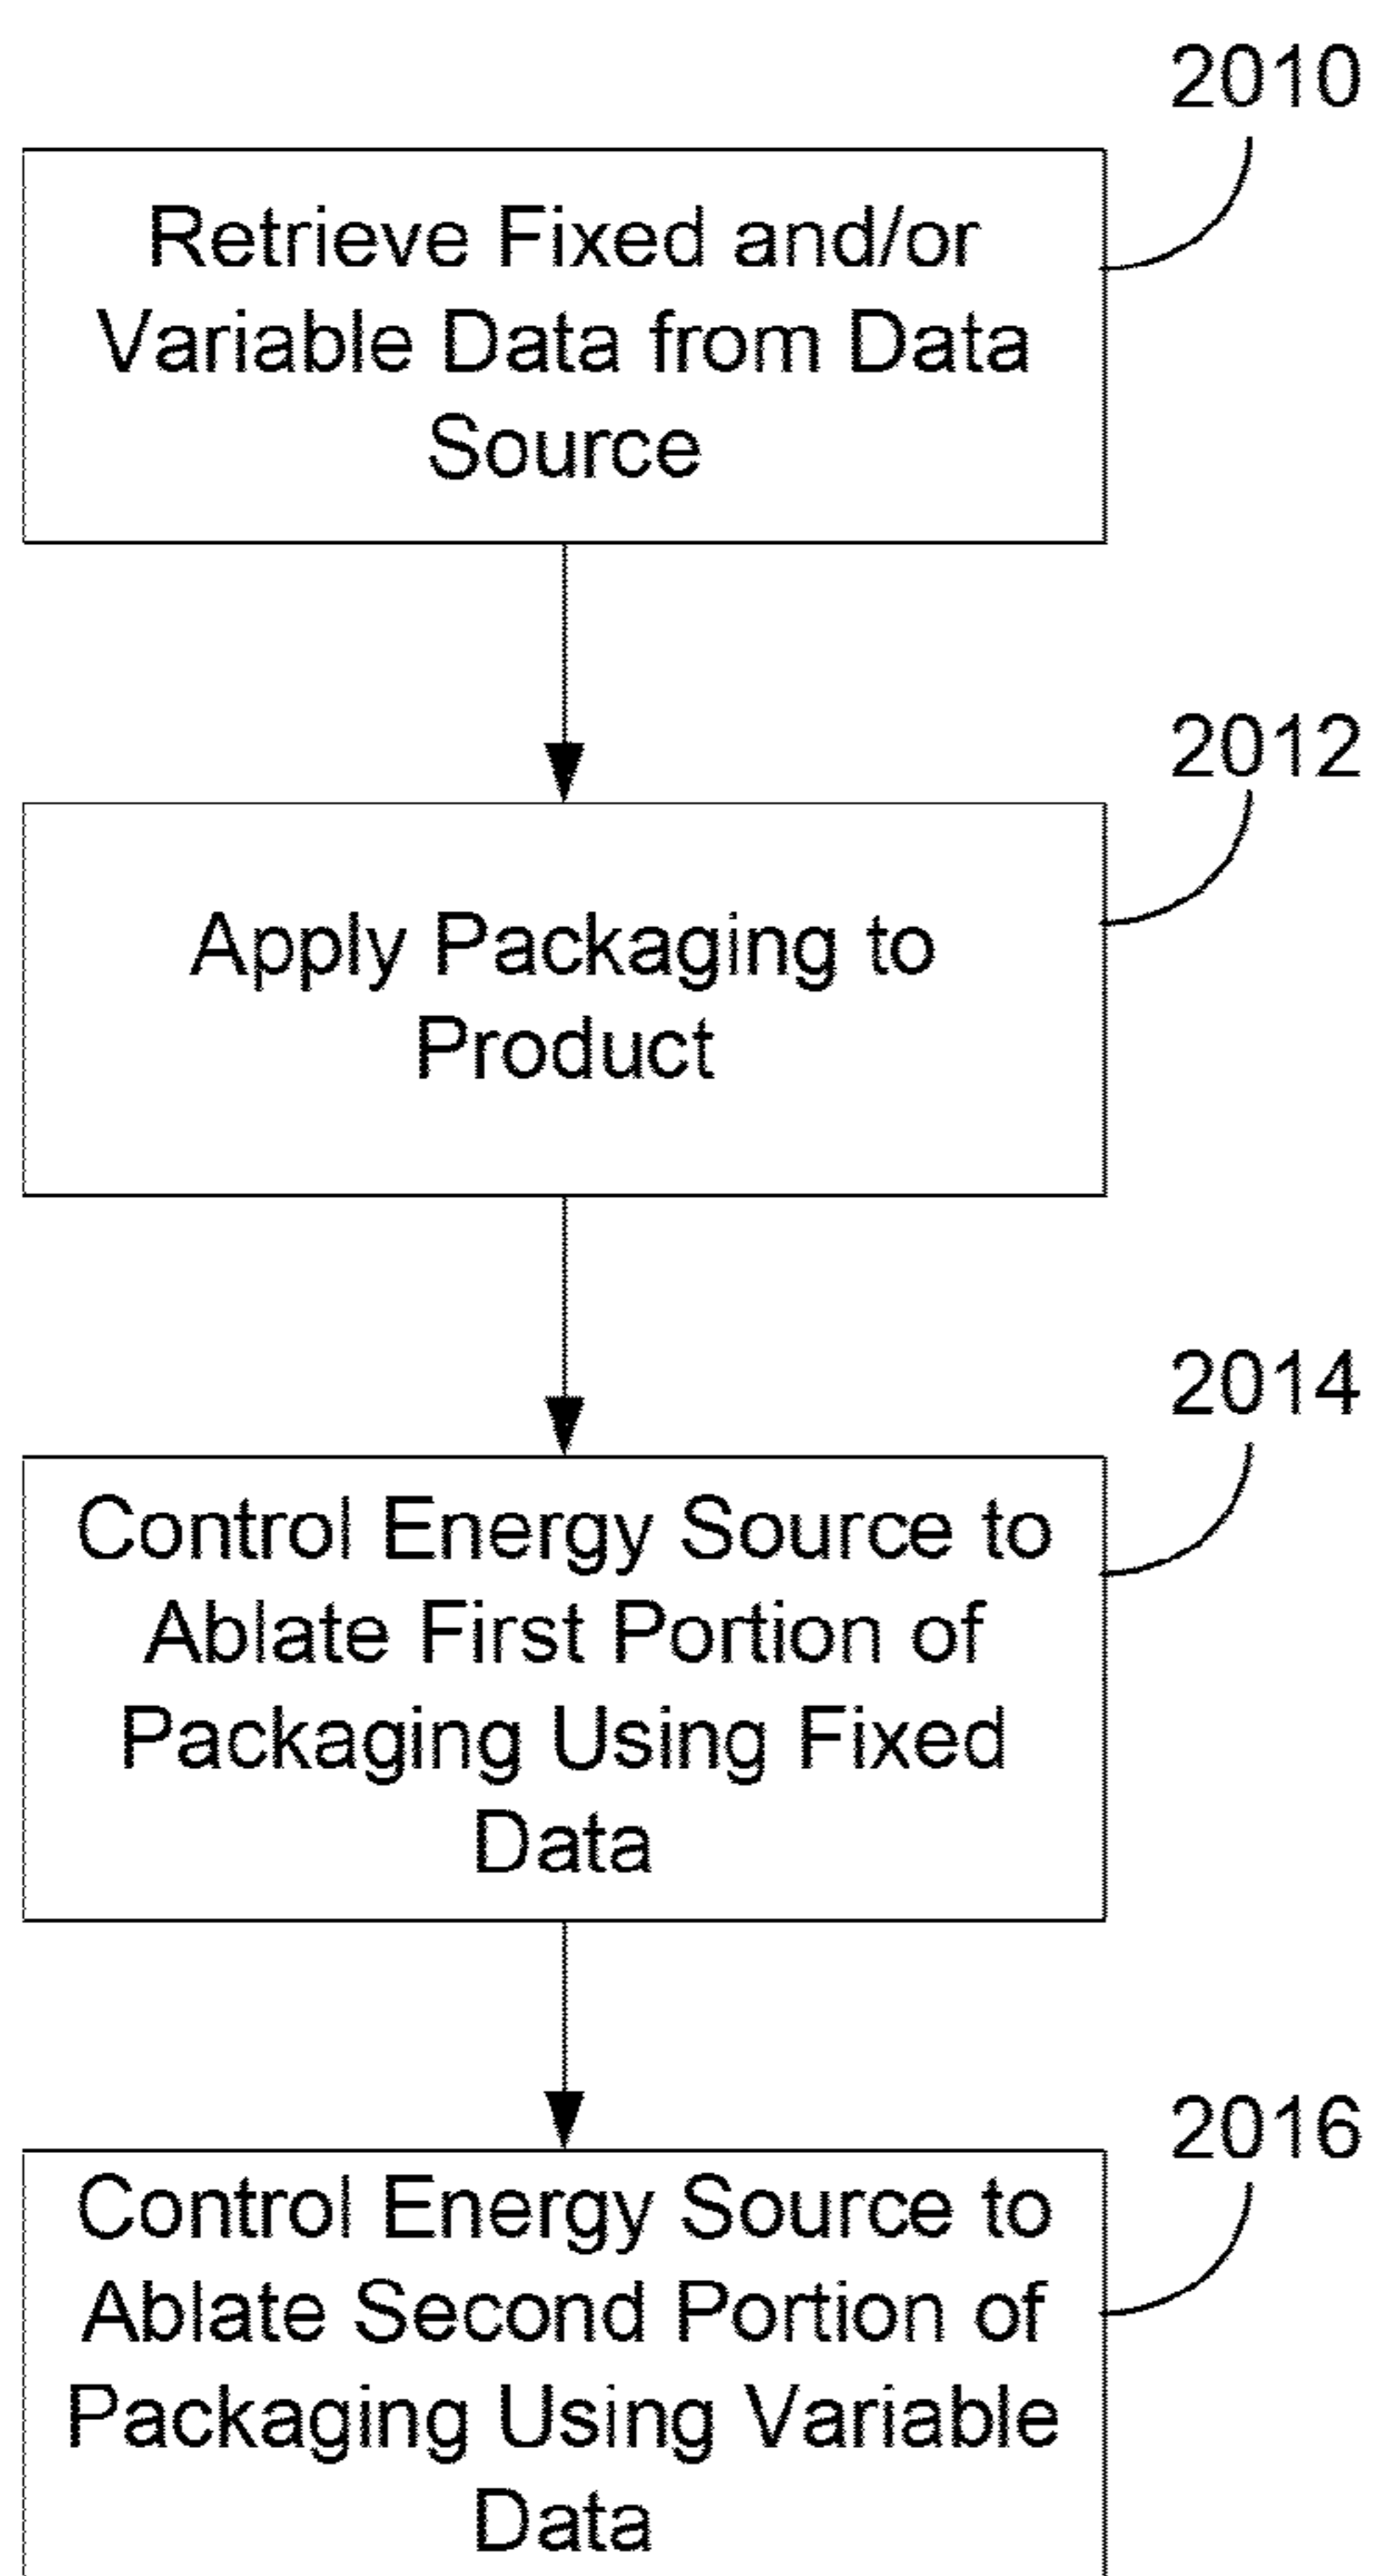 2010
Retrieve Fixed and/or
Variable Data from Data
Source
2012
Apply Packaging to
Product
2014
Control Energy Source to
Ablate First Portion of
Packaging Using Fixed
Data
2016
Control Energy Source to
Ablate Second Portion of
Packaging Using Variable
Data